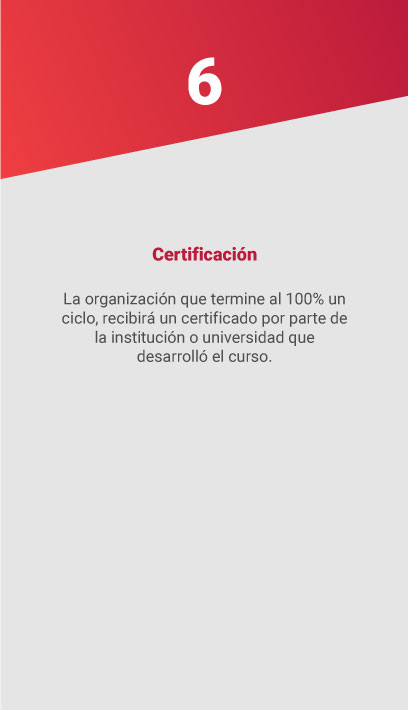 6
Certificación
La organización que termine al 100% un
ciclo, recibirá un certificado por parte de
la institución o universidad que
desarrolló el curso.